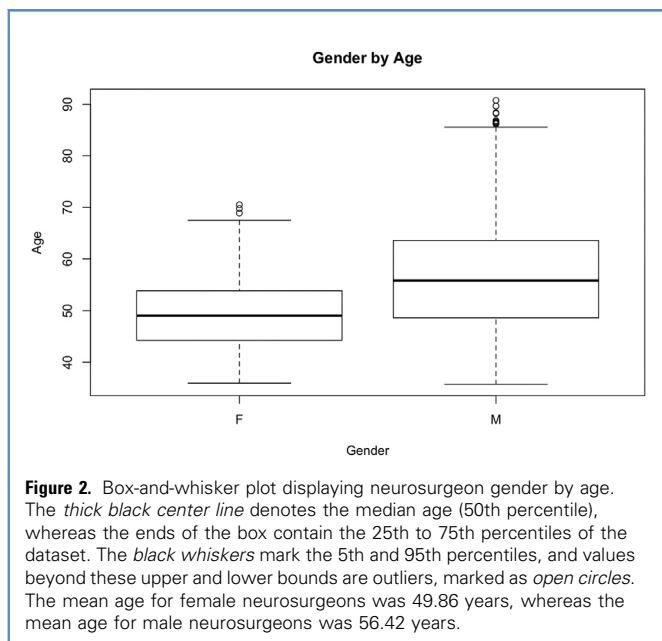 Gender by Age
90
80
70
60
50
40
Age
F
M
Gender
Figure 2. Box-and-whisker plot displaying neurosurgeon gender by age.
The thick black center line denotes the median age (50th percentile),
whereas the ends of the box contain the 25th to 75th percentiles of the
dataset. The black whiskers mark the 5th and 95th percentiles, and values
beyond these upper and lower bounds are outliers, marked as open circles.
The mean age for female neurosurgeons was 49.86 years, whereas the
mean age for male neurosurgeons was 56.42 years.